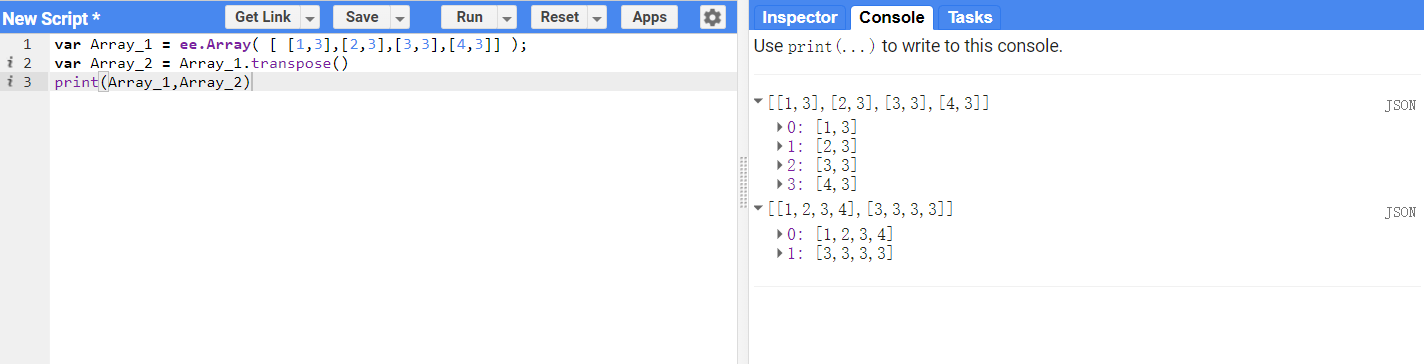 New Script * Get Link Save Run Reset Apps
Inspector Console Tasks
1 var Array_1 = ee.Array( [ [1,3],[2,3],[3,3],[4,3]] );
i 2 var Array_2 = Array_1.transpose()
i 3 print(Array_1,Array_2)
Use print(...) to write to this console.
[[1,3],[2,3],[3,3],[4,3]] JSON
0: [1,3]
1: [2,3]
2: [3,3]
3: [4,3]
[[1,2,3,4],[3,3,3,3]] JSON
0: [1,2,3,4]
1: [3,3,3,3]